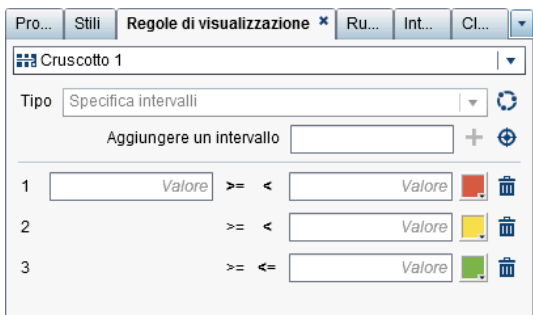 Pro... Stili Regole di visualizzazione × Ru... Int... Cl...
Cruscotto 1
Tipo Specifica intervalli
Aggiungere un intervallo
1 Valore >= < Valore
2 >= < Valore
3 >= <= Valore